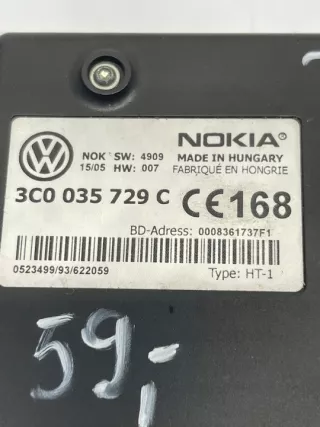 NOK SW: 4909
15/05 HW: 007
NOKIA
MADE IN HUNGARY
FABRIQUÉ EN HONGRIE
3C0 035 729 C CE168
BD-Adress: 0008361737F1
0523499/93/622059
Type: HT-1
59,-